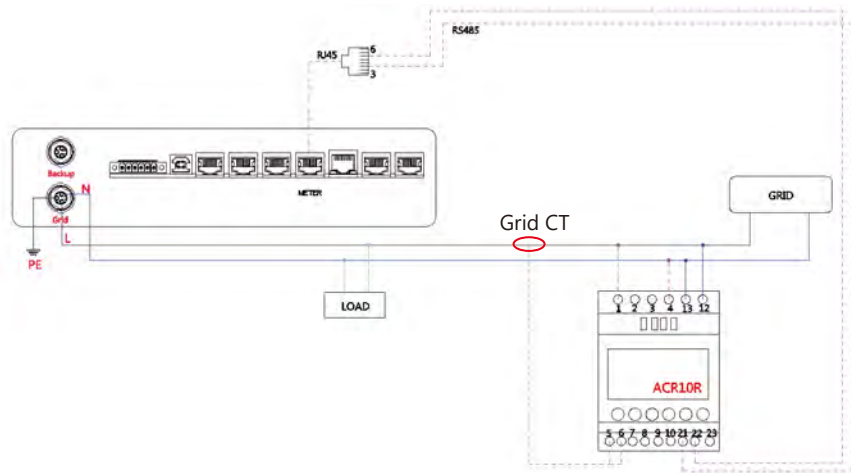 RS485
RJ45
6
3
Backup
N
METER
Grid
L
PE
Grid CT
GRID
LOAD
1 2 3 4 13 12
ACR10R
5 6 7 8 9 10 21 22 23